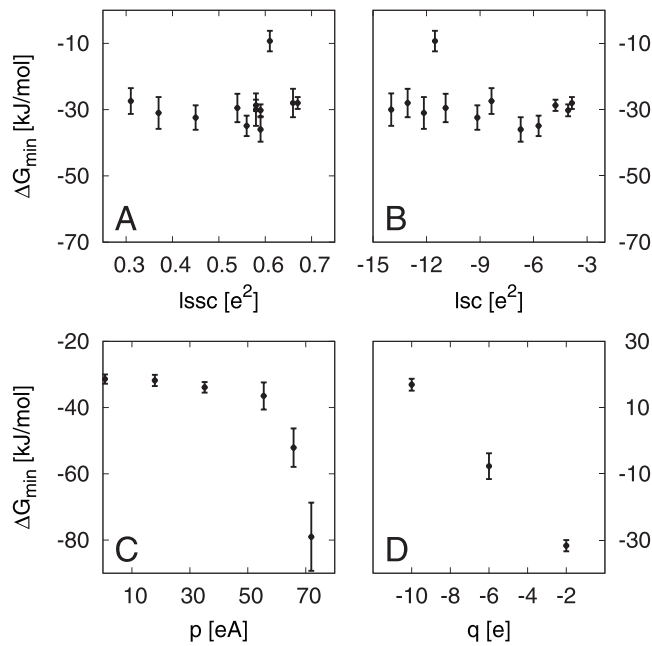 -10
-30
-50
-70
ΔGmin [kJ/mol]
A
0.3 0.4 0.5 0.6 0.7
lssc [e2]
B
-10
-30
-50
-70
-15 -12 -9 -6 -3
lsc [e2]
-20
-40
-60
-80
ΔGmin [kJ/mol]
C
10 30 50 70
p [eA]
D
30
10
-10
-30
-10 -8 -6 -4 -2
q [e]